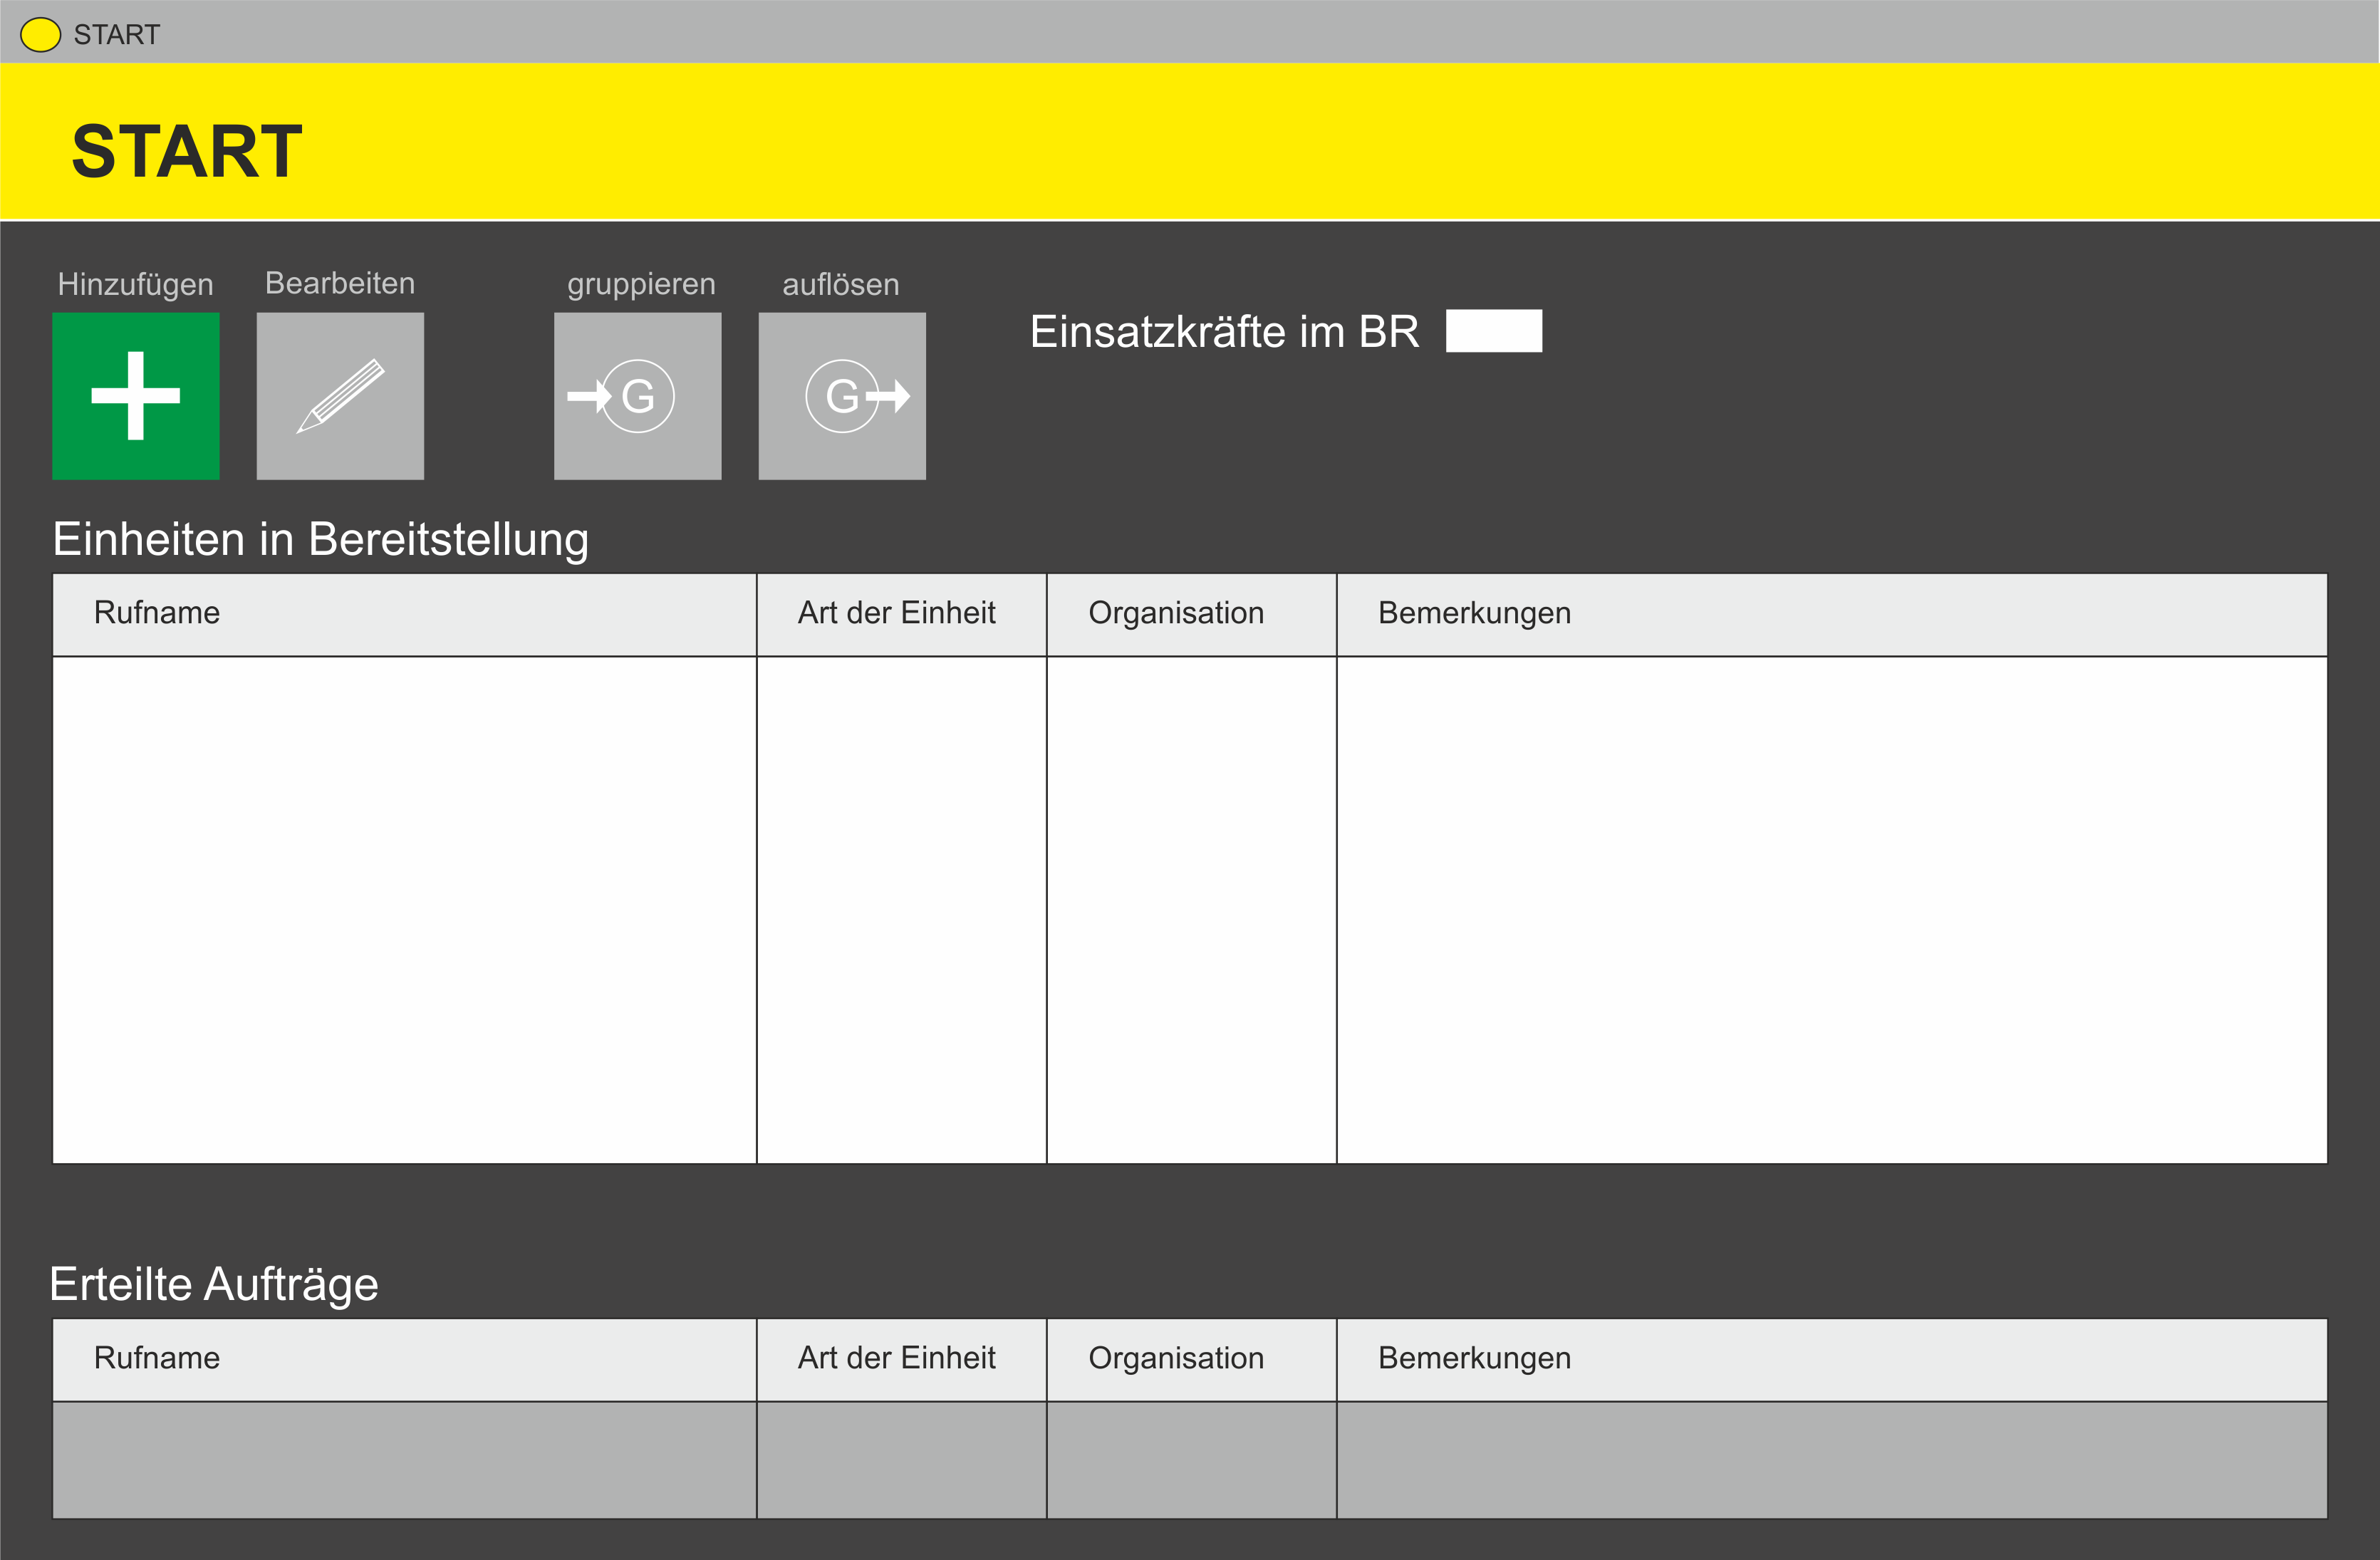 START
START
Hinzufügen Bearbeiten gruppieren auflösen
Einsatzkräfte im BR
G G
Einheiten in Bereitstellung
Rufname Art der Einheit Organisation Bemerkungen
Erteilte Aufträge
Rufname Art der Einheit Organisation Bemerkungen